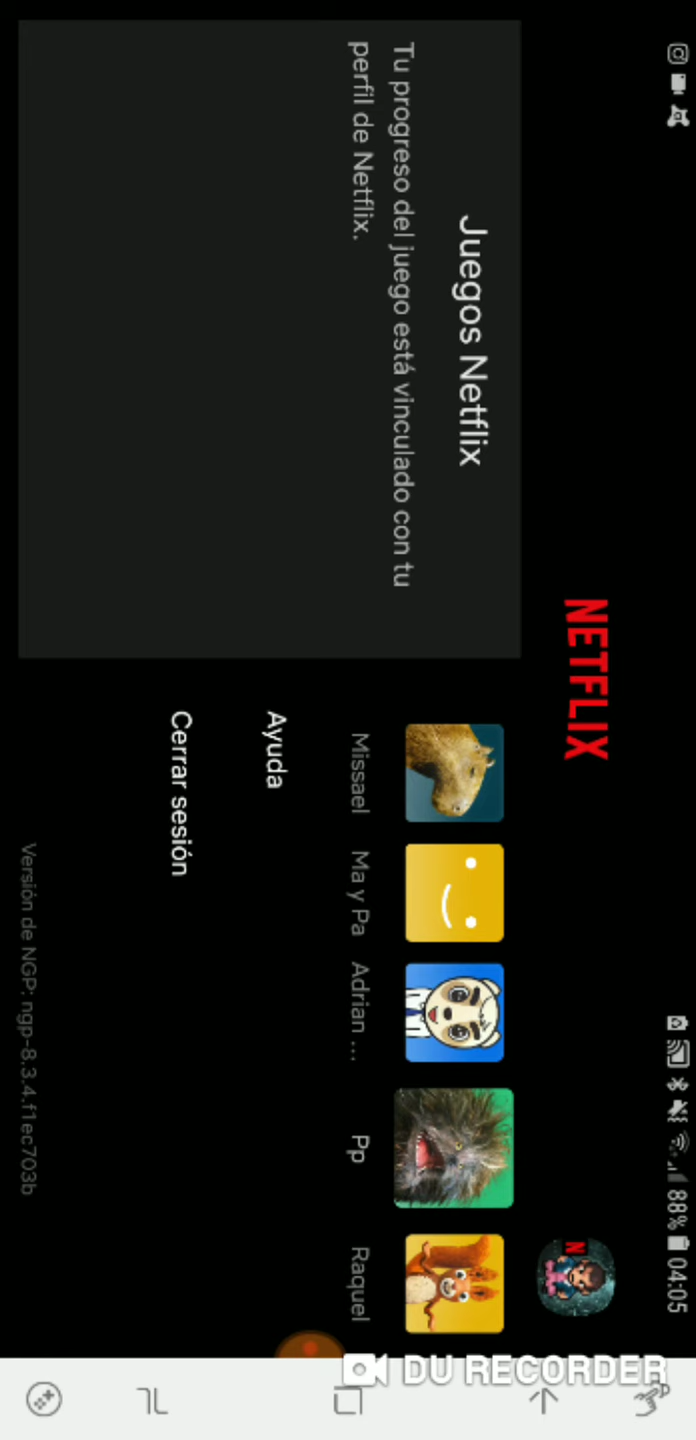 88% 04:05
NETFLIX
N
Juegos Netflix
Tu progreso del juego está vinculado con tu
perfil de Netflix.
Missael
Ma y Pa
Adrian ...
Pp
Raquel
Ayuda
Cerrar sesión
Versión de NGP: ngp-8.3.4.f1ec703b
DU RECORDER